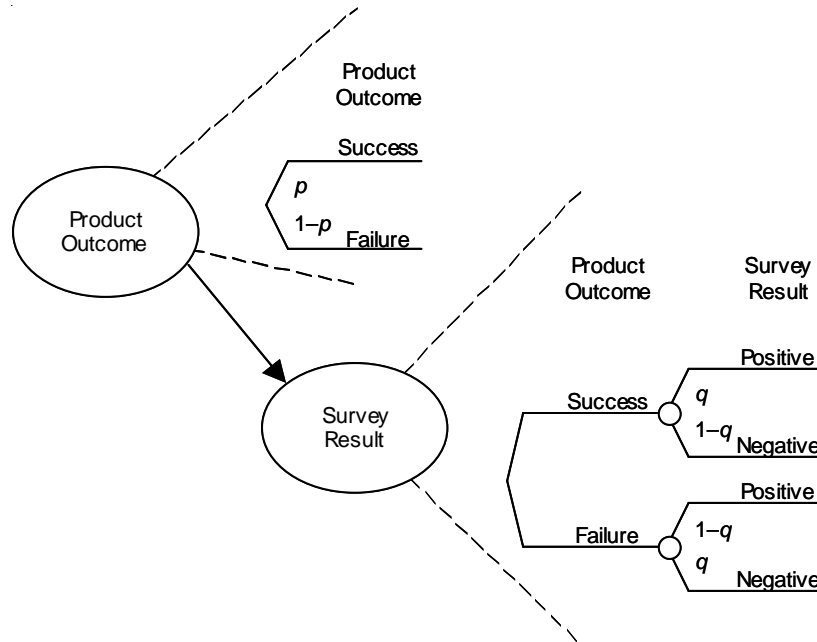 Product
Outcome
Success
p
1–p
Failure
Product
Outcome
Product
Outcome
Survey
Result
Positive
Success
q
1–q
Negative
Survey
Result
Positive
Failure
1–q
q
Negative